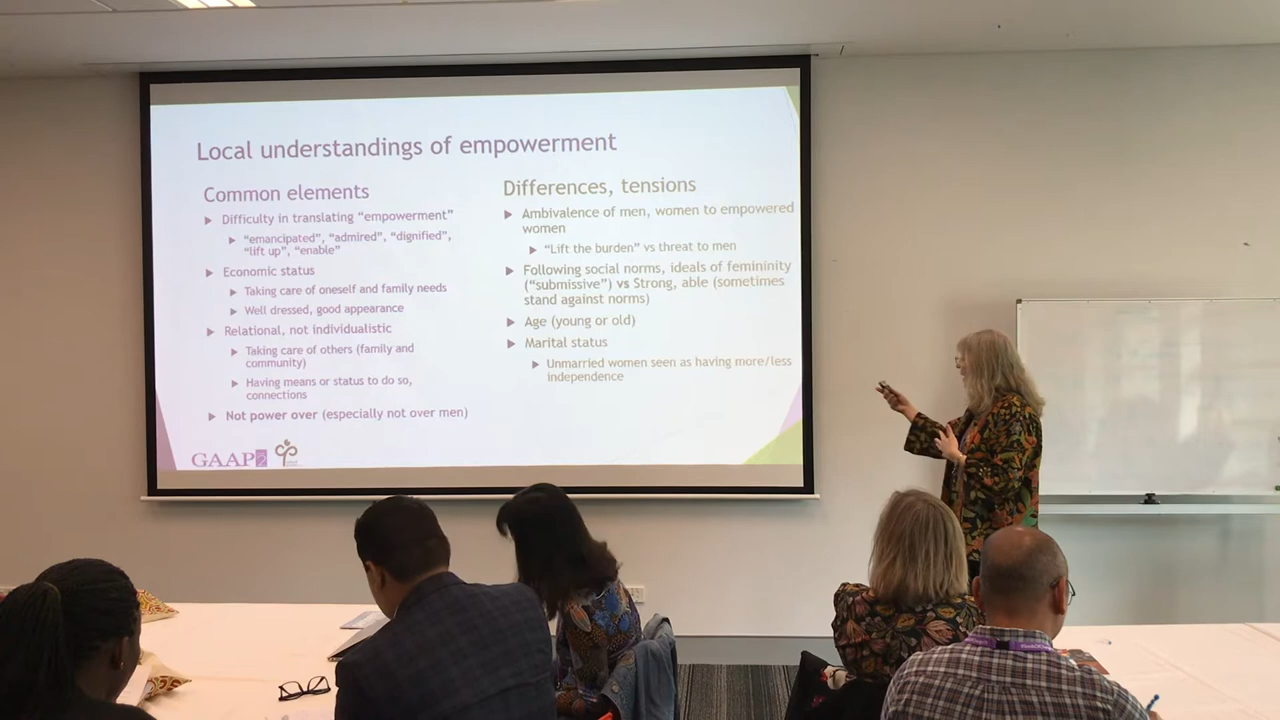 Local understandings of empowerment
Common elements
Difficulty in translating “empowerment”
“emancipated”, “admired”, “dignified”,
“lift up”, “enable”
Economic status
Taking care of oneself and family needs
Well dressed, good appearance
Relational, not individualistic
Taking care of others (family and
community)
Having means or status to do so,
connections
Not power over (especially not over men)
Differences, tensions
Ambivalence of men, women to empowered
women
“Lift the burden” vs threat to men
Following social norms, ideals of femininity
(“submissive”) vs Strong, able (sometimes
stand against norms)
Age (young or old)
Marital status
Unmarried women seen as having more/less
independence
GAAP2